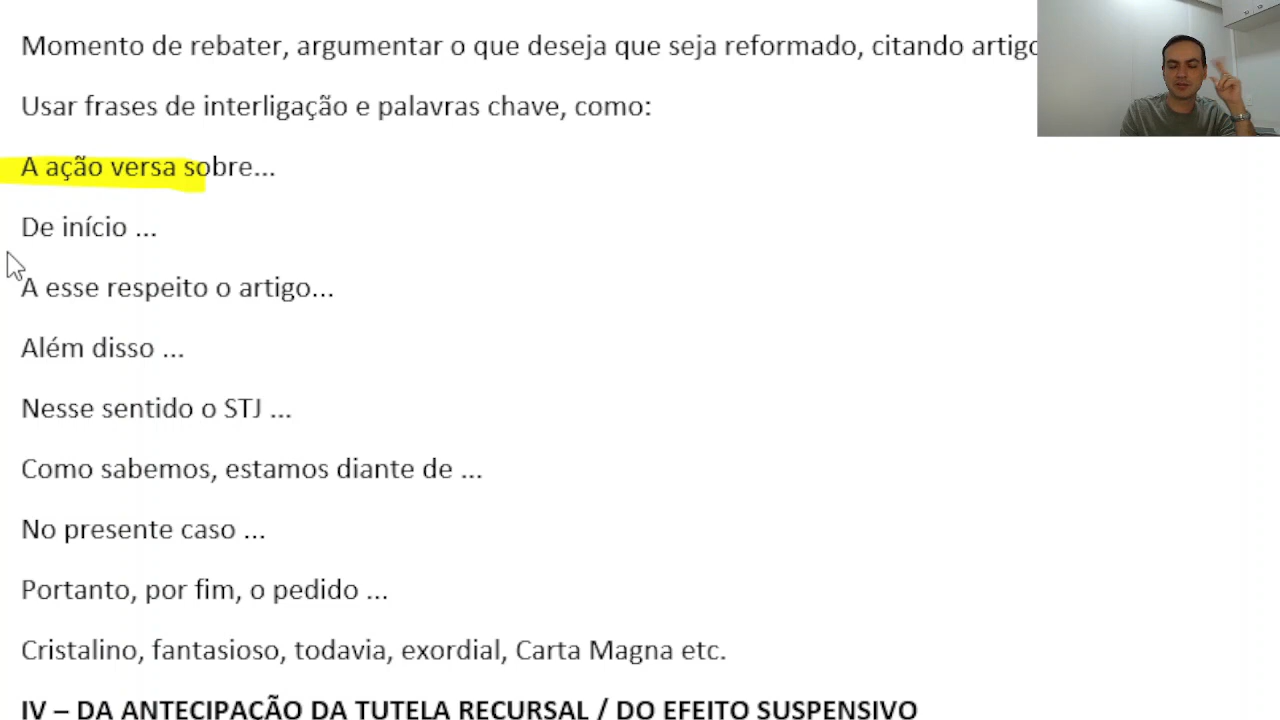 Momento de rebater, argumentar o que deseja que seja reformado, citando artigo
Usar frases de interligação e palavras chave, como:
A ação versa sobre...
De início ...
A esse respeito o artigo...
Além disso ...
Nesse sentido o STJ ...
Como sabemos, estamos diante de ...
No presente caso ...
Portanto, por fim, o pedido ...
Cristalino, fantasioso, todavia, exordial, Carta Magna etc.
IV – DA ANTECIPAÇÃO DA TUTELA RECURSAL / DO EFEITO SUSPENSIVO